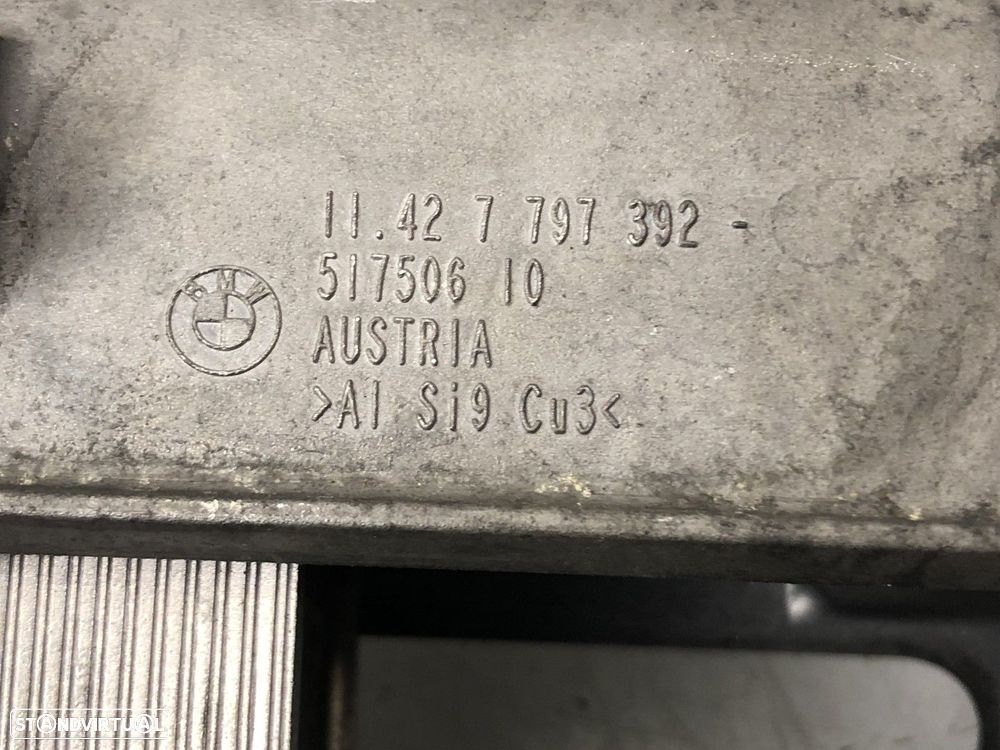 11.42 7 797 392 -
517506 10
BMW
AUSTRIA
>Al Si9 Cu3<
STANDVIRTUAL